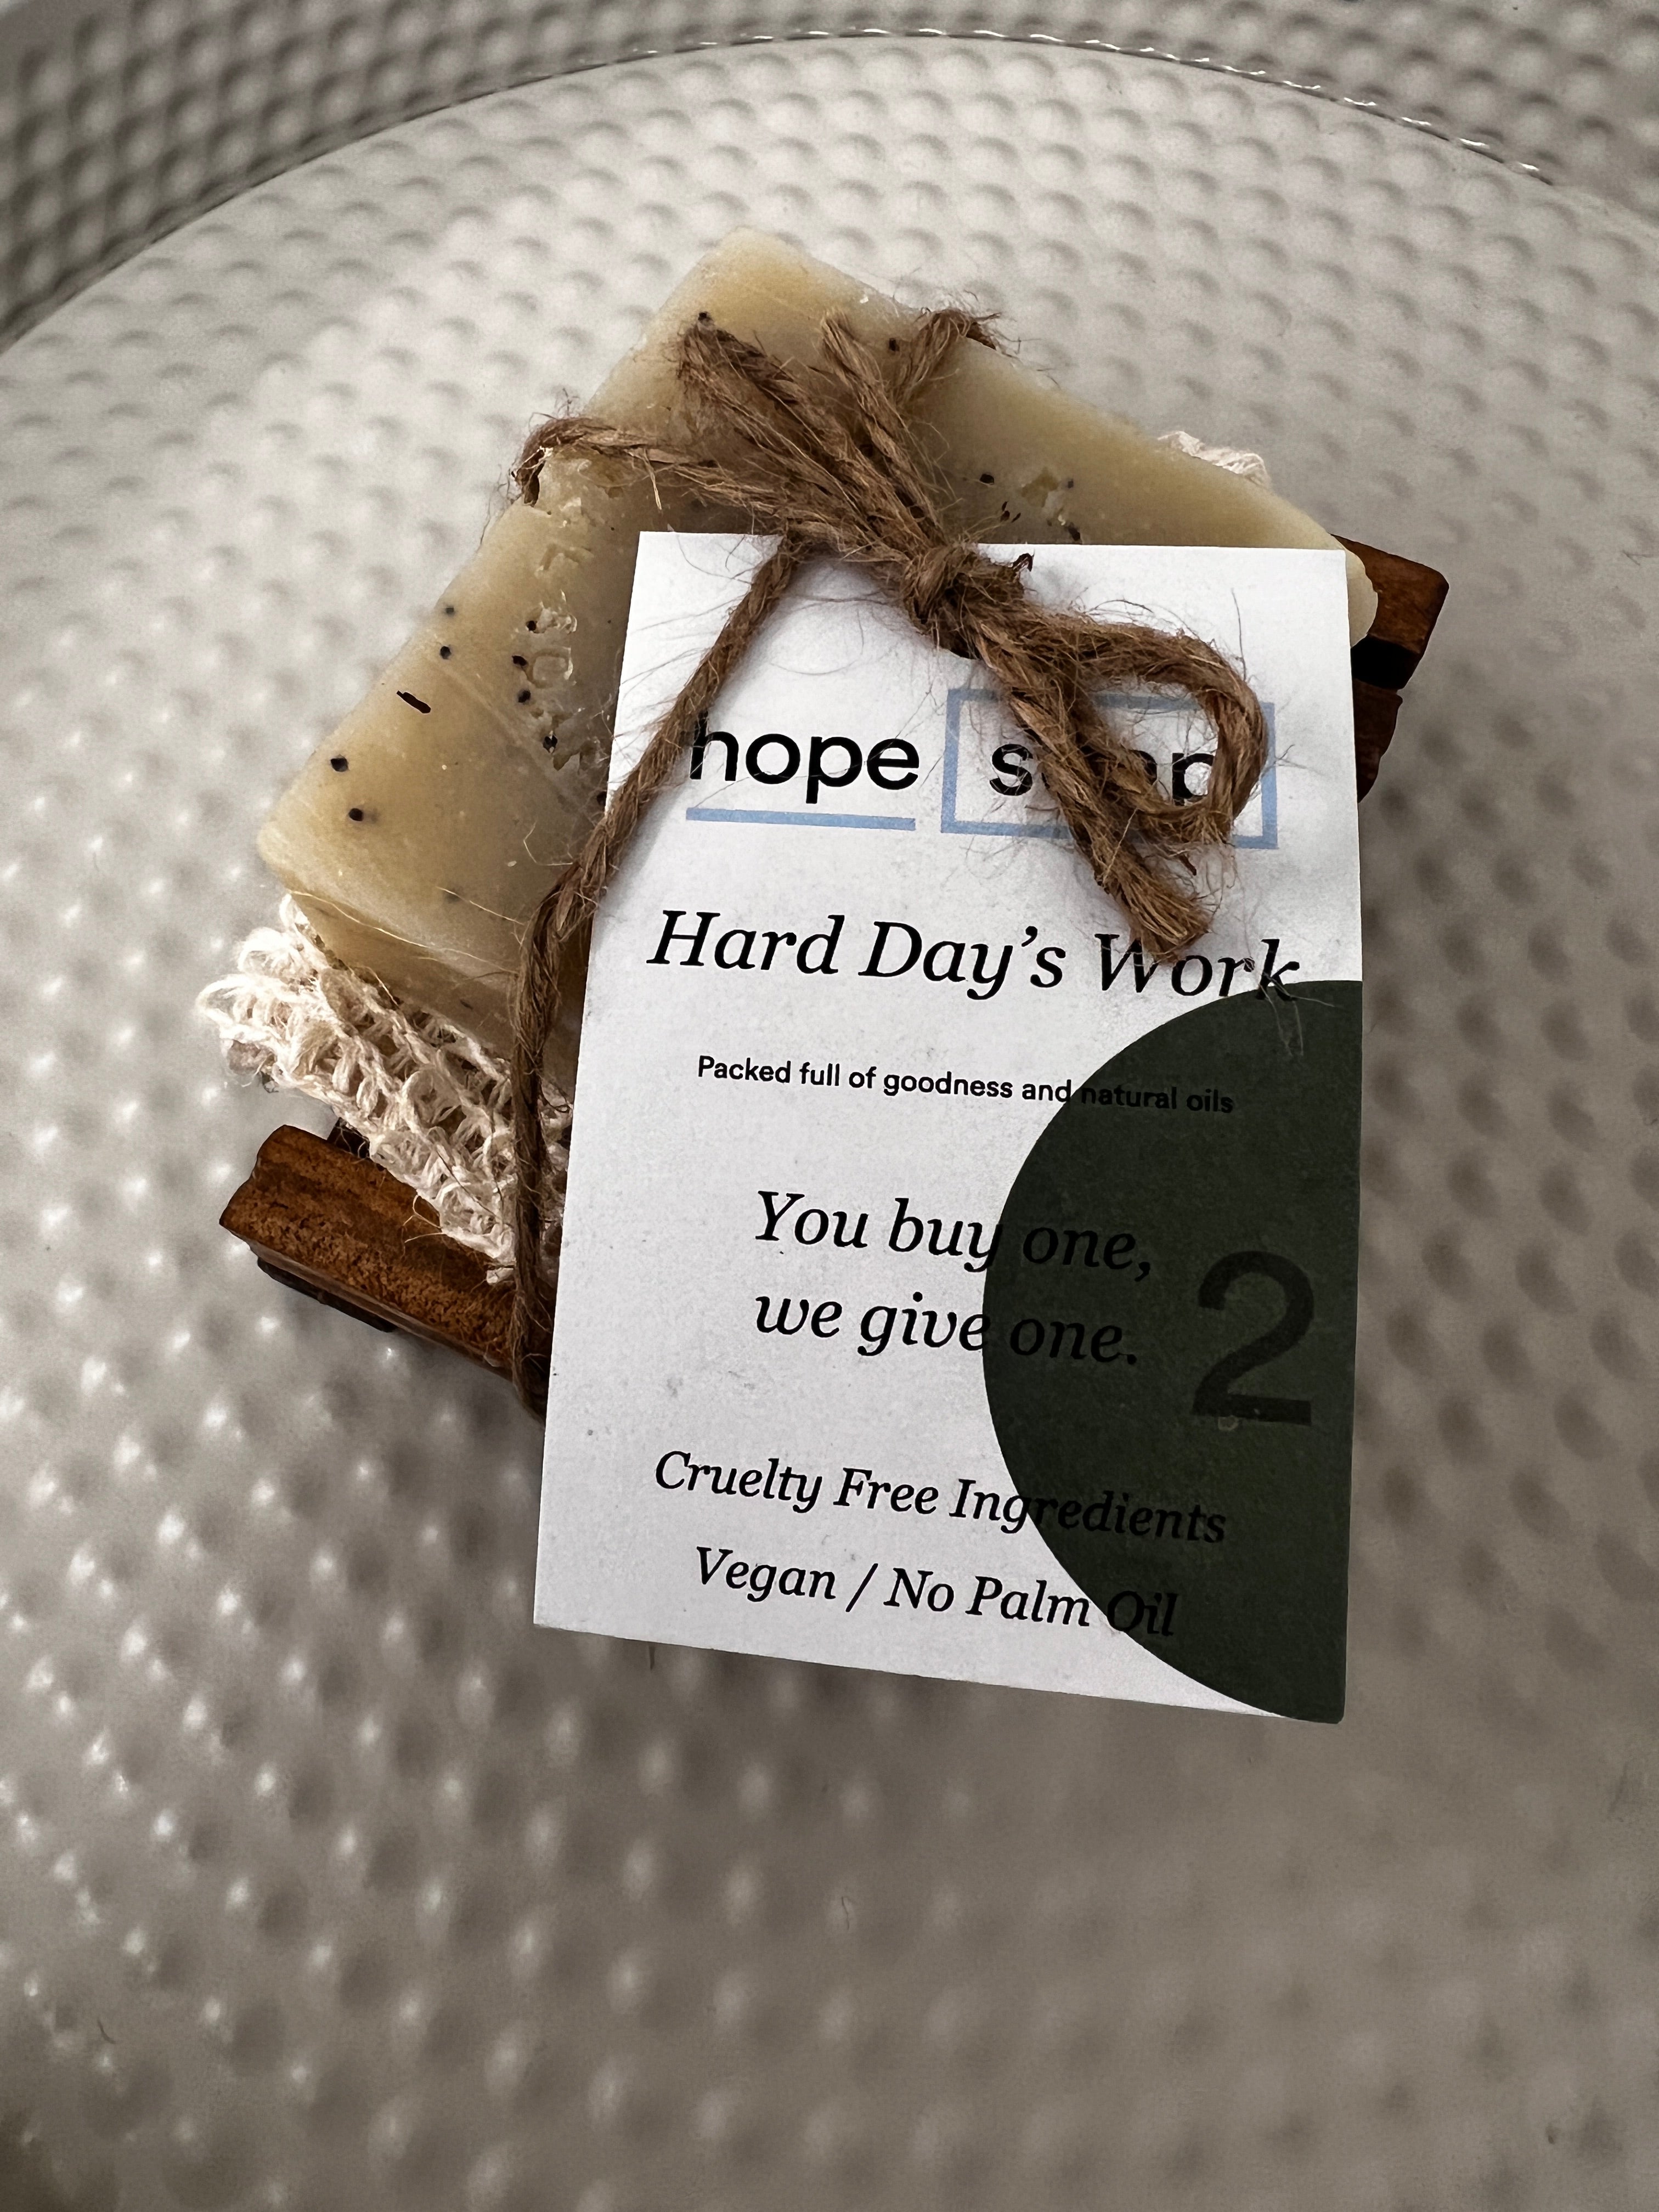 hope soap
Hard Day's Work
Packed full of goodness and natural oils
You buy one,
we give one.
2
Cruelty Free Ingredients
Vegan / No Palm Oil